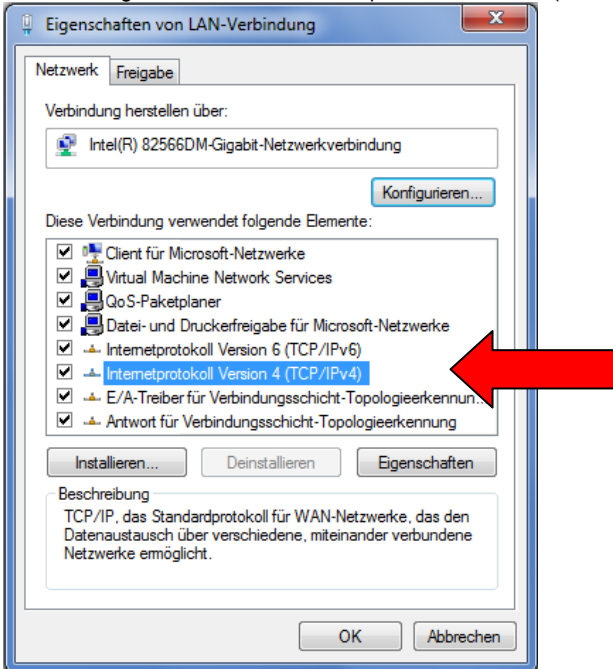 Eigenschaften von LAN-Verbindung
Netzwerk Freigabe
Verbindung herstellen über:
Intel(R) 82566DM-Gigabit-Netzwerkverbindung
Konfigurieren...
Diese Verbindung verwendet folgende Elemente:
Client für Microsoft-Netzwerke
Virtual Machine Network Services
QoS-Paketplaner
Datei- und Druckerfreigabe für Microsoft-Netzwerke
Internetprotokoll Version 6 (TCP/IPv6)
Internetprotokoll Version 4 (TCP/IPv4)
E/A-Treiber für Verbindungsschicht-Topologieerkennun...
Antwort für Verbindungsschicht-Topologieerkennung
Installieren... Deinstallieren Eigenschaften
Beschreibung
TCP/IP, das Standardprotokoll für WAN-Netzwerke, das den
Datenaustausch über verschiedene, miteinander verbundene
Netzwerke ermöglicht.
OK Abbrechen